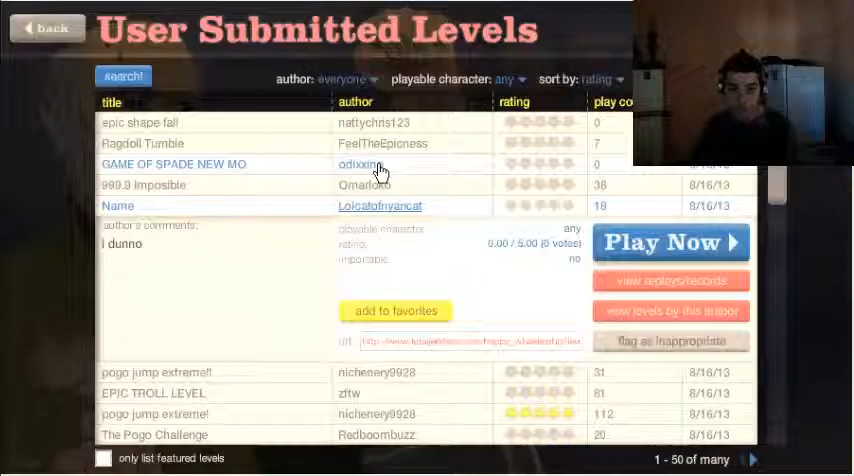 back User Submitted Levels
search! author: everyone playable character: any sort by: rating
title author rating play co
epic shape fall nattychris123 0
Ragdoll Tumble FeelTheEpicness 7
GAME OF SPADE NEW MO odixxing 0
999.9 Imposible Omarloko 38 8/16/13
Name Lolcatofnyancat 18 8/16/13
author's comments:
i dunno
playable character: any
rating: 0.00 / 5.00 (0 votes)
importable: no
Play Now
view replays/records
add to favorites view levels by this author
url flag as inappropriate
pogo jump extreme!! nichenery9928 31 8/16/13
EPIC TROLL LEVEL zftw 81 8/16/13
pogo jump extreme! nichenery9928 112 8/16/13
The Pogo Challenge Redboombuzz 20 8/16/13
only list featured levels 1 - 50 of many